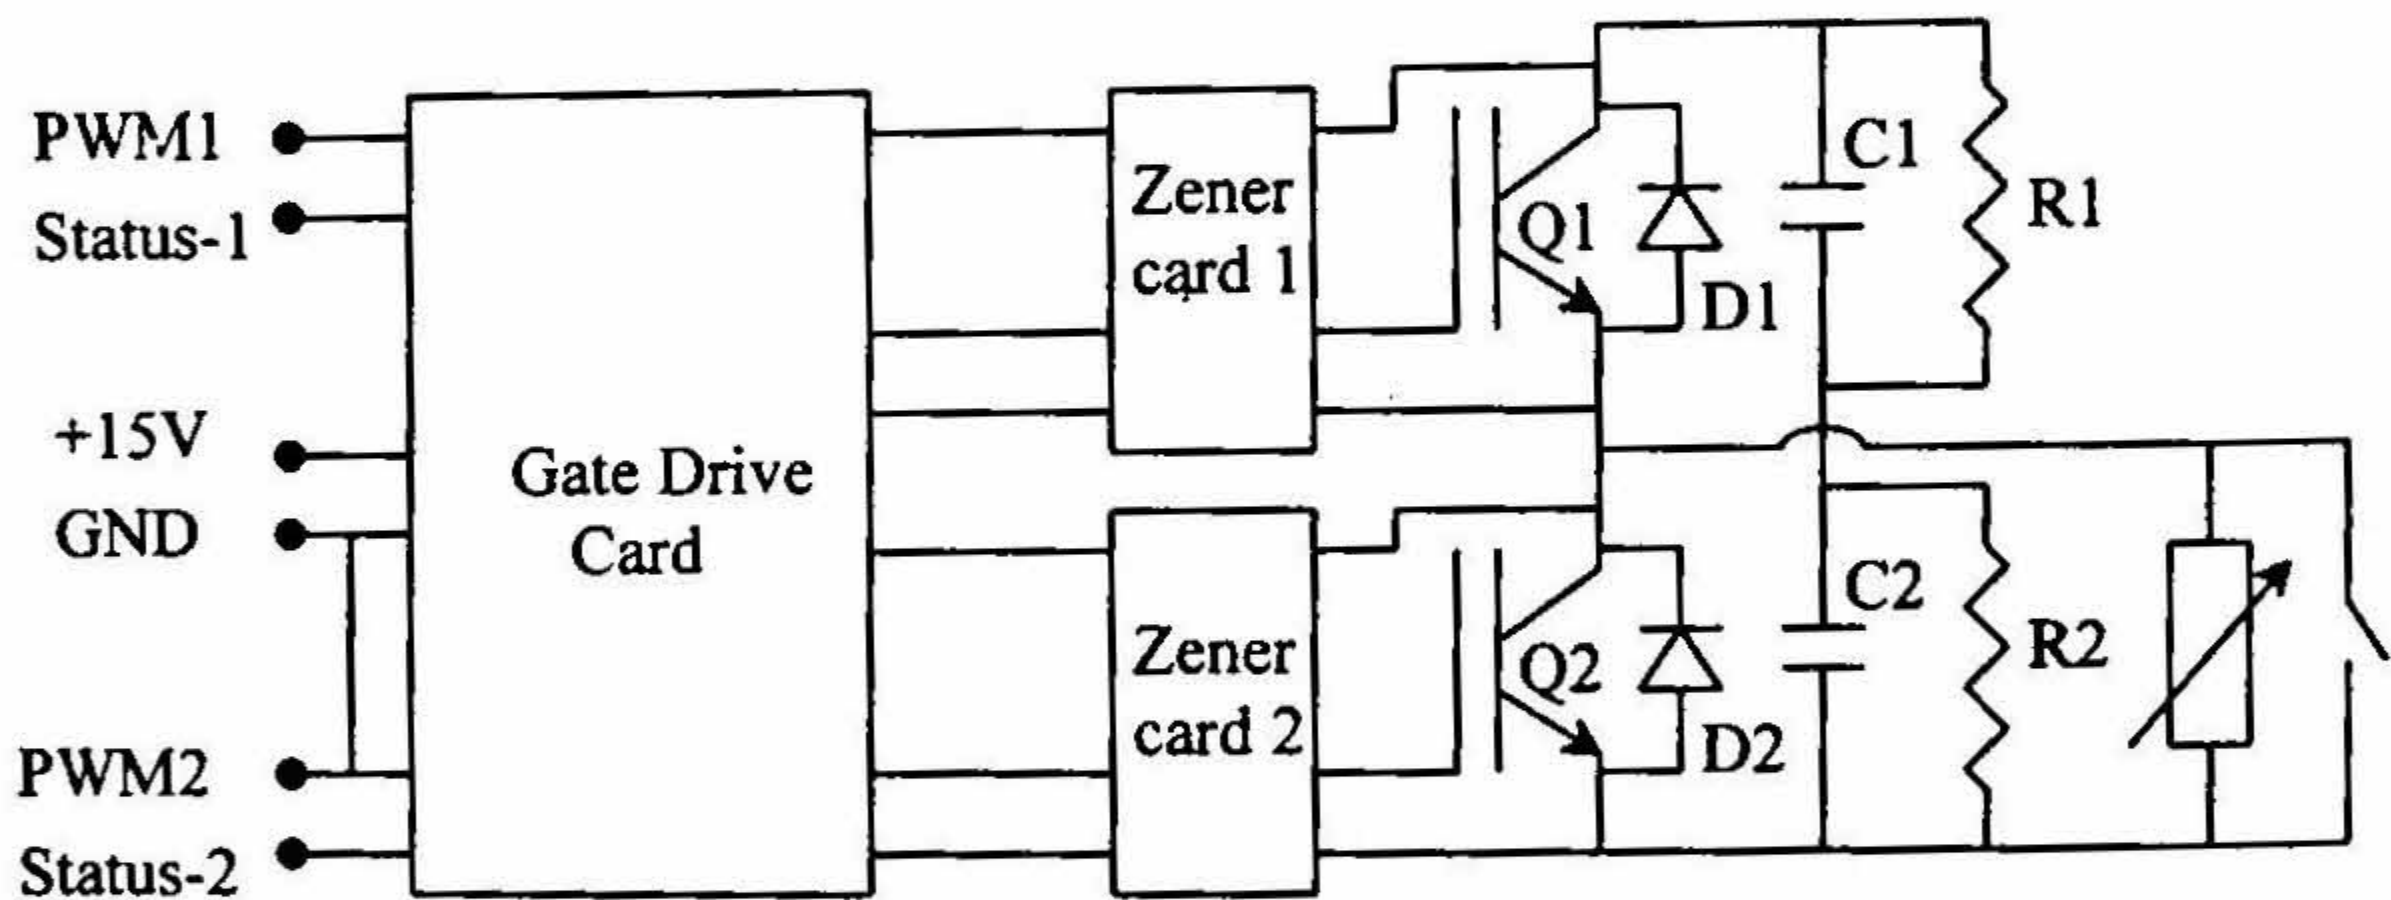 PWM1
Status-1
+15V
GND
PWM2
Status-2
Gate Drive
Card
Zener
card 1
Zener
card 2
Q1
D1
C1
R1
Q2
D2
C2
R2